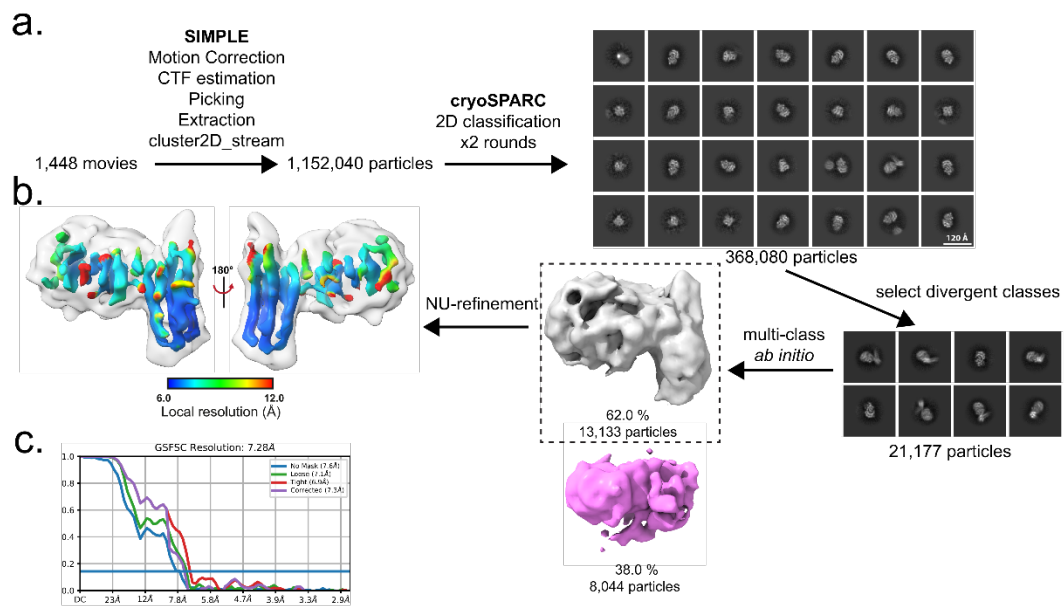 a.
SIMPLE
Motion Correction
CTF estimation
Picking
Extraction
cluster2D_stream
1,448 movies
1,152,040 particles
cryoSPARC
2D classification
x2 rounds
120 Å
368,080 particles
select divergent classes
21,177 particles
multi-class
ab initio
62.0 %
13,133 particles
38.0 %
8,044 particles
NU-refinement
b.
180°
6.0
12.0
Local resolution (Å)
c.
GSFSC Resolution: 7.28Å
No Mask (7.6Å)
Loose (7.1Å)
Tight (6.9Å)
Corrected (7.3Å)
1.0
0.8
0.6
0.4
0.2
0.0
DC 23Å 12Å 7.8Å 5.8Å 4.7Å 3.9Å 3.3Å 2.9Å